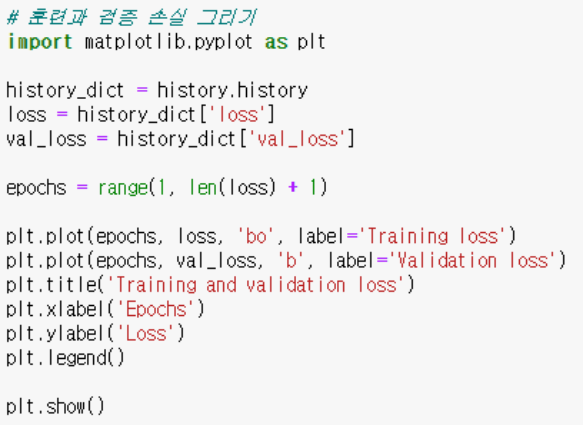 # 훈련과 검증 손실 그리기
import matplotlib.pyplot as plt
history_dict = history.history
loss = history_dict['loss']
val_loss = history_dict['val_loss']
epochs = range(1, len(loss) + 1)
plt.plot(epochs, loss, 'bo', label='Training loss')
plt.plot(epochs, val_loss, 'b', label='Validation loss')
plt.title('Training and validation loss')
plt.xlabel('Epochs')
plt.ylabel('Loss')
plt.legend()
plt.show()